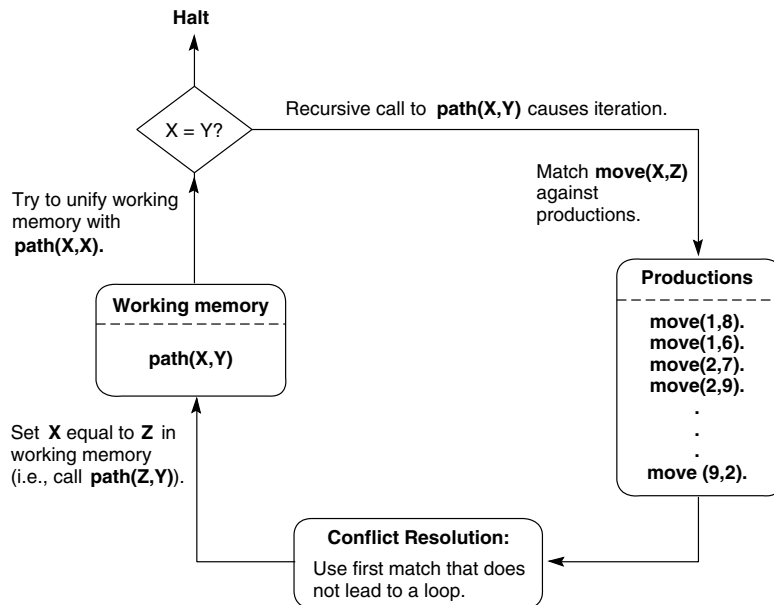 Halt
X = Y?
Recursive call to path(X,Y) causes iteration.
Match move(X,Z)
against
productions.
Try to unify working
memory with
path(X,X).
Working memory
path(X,Y)
Productions
move(1,8).
move(1,6).
move(2,7).
move(2,9).
.
.
.
move (9,2).
Set X equal to Z in
working memory
(i.e., call path(Z,Y)).
Conflict Resolution:
Use first match that does
not lead to a loop.